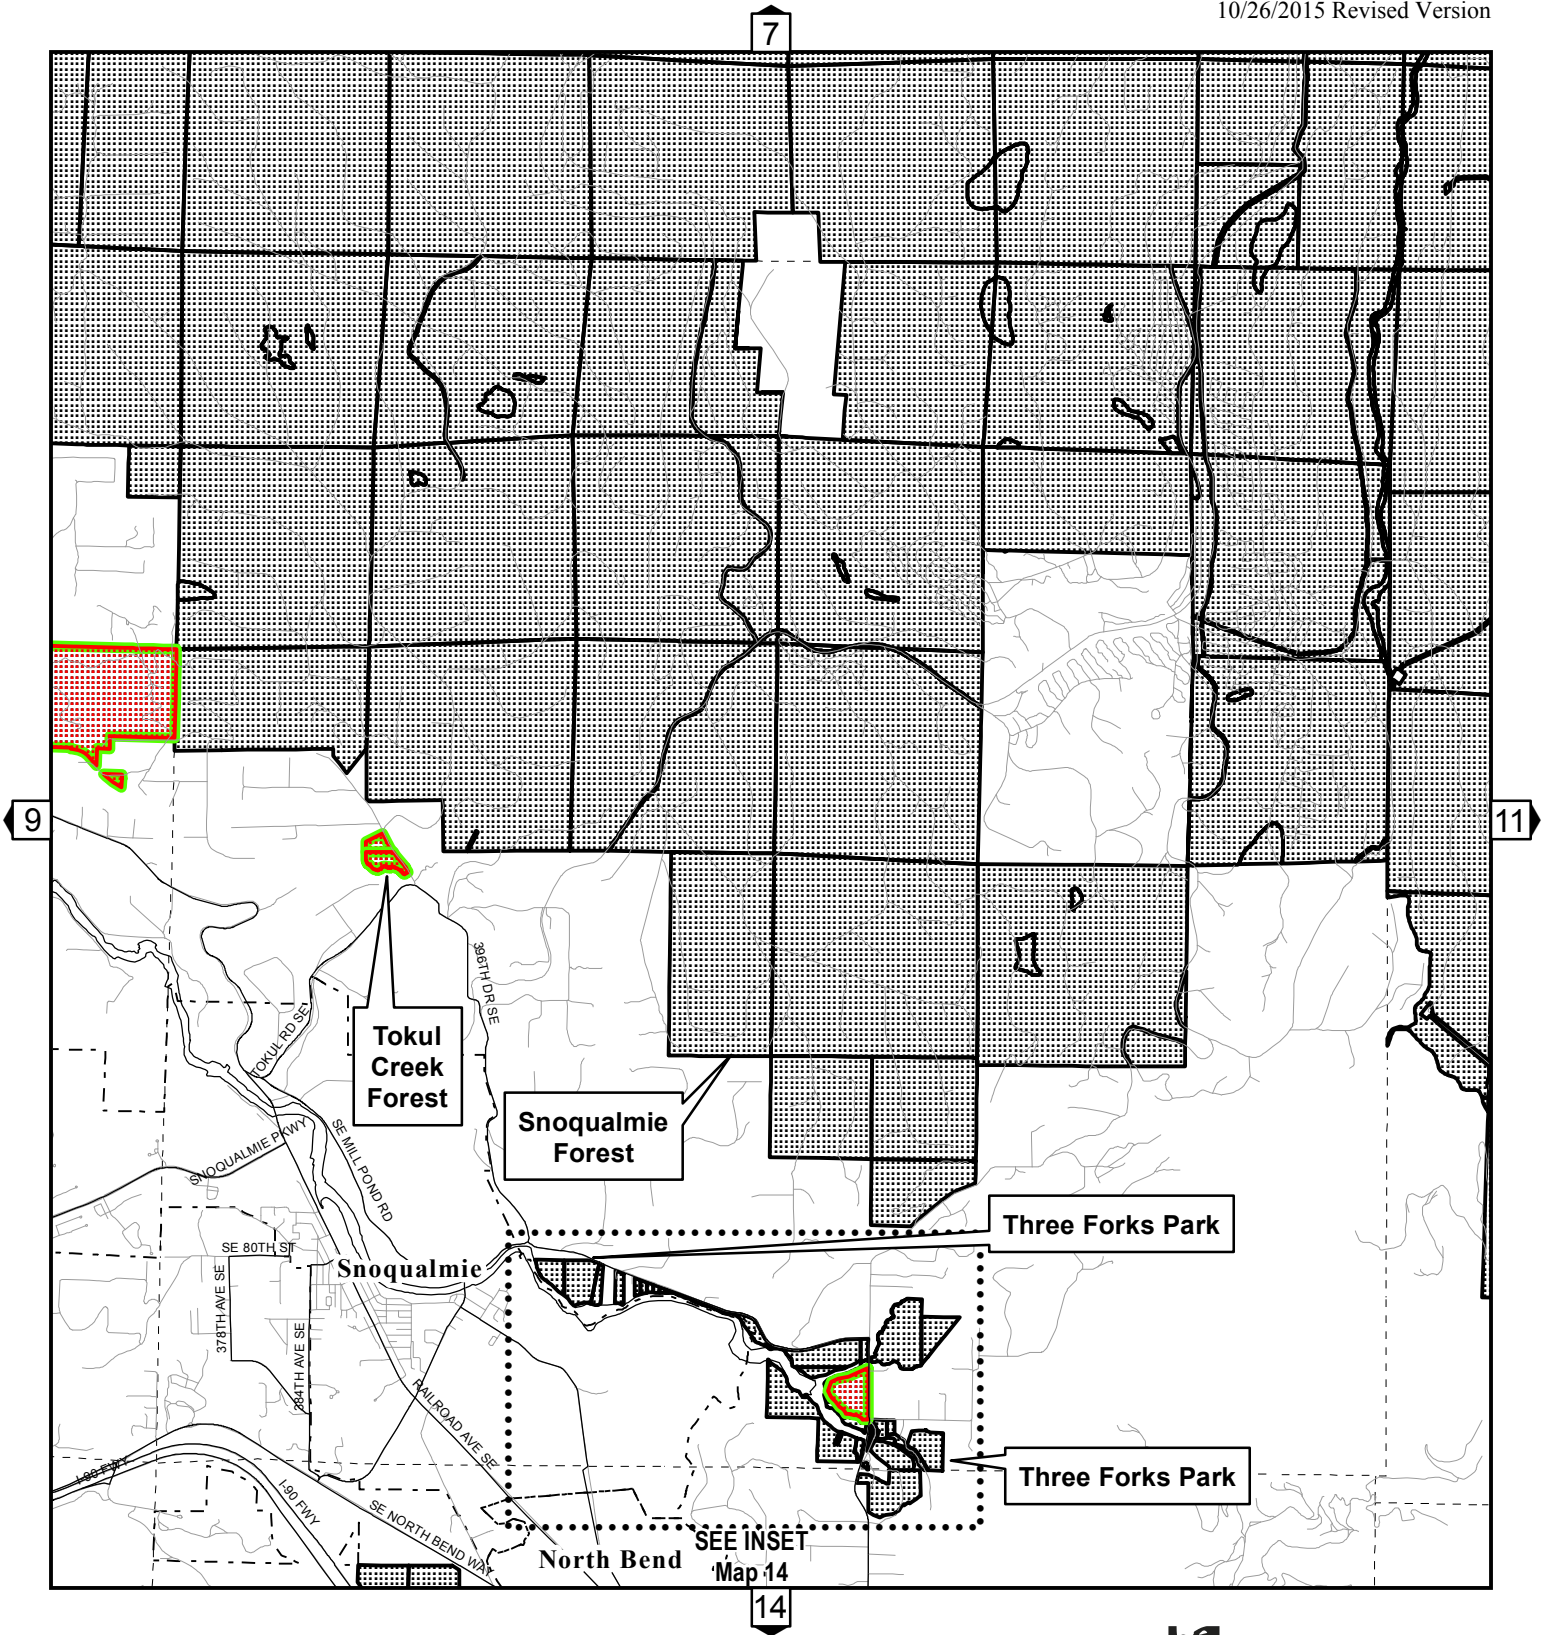 10/26/2015 Revised Version
7
9
11
396TH DR SE
TOKUL RD SE
Tokul
Creek
Forest
Snoqualmie
Forest
SNOQUALMIE PKWY
SE MILL POND RD
Three Forks Park
SE 80TH ST
Snoqualmie
378TH AVE SE
384TH AVE SE
RAILROAD AVE SE
Three Forks Park
I-90 FWY
I-90 FWY
SE NORTH BEND WAY
North Bend
SEE INSET
Map 14
14